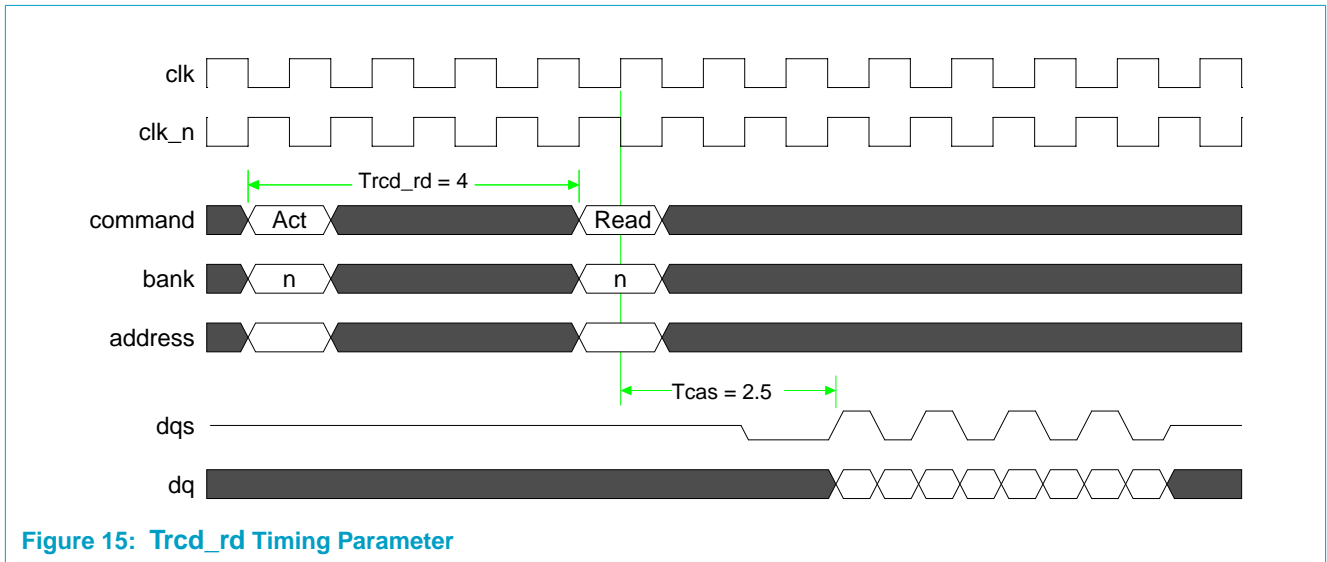 clk
clk_n
Trcd_rd = 4
command Act Read
bank n n
address
Tcas = 2.5
dqs
dq
Figure 15: Trcd_rd Timing Parameter